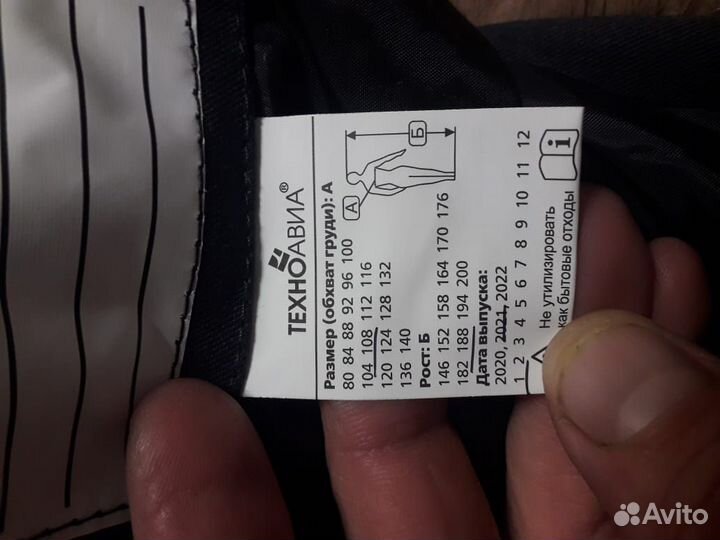 ТЕХНОАВИА®
Размер (обхват груди): А
80 84 88 92 96 100
104 108 112 116
120 124 128 132
136 140
Рост: Б
146 152 158 164 170 176
182 188 194 200
Дата выпуска:
2020, 2021, 2022
1 2 3 4 5 6 7 8 9 10 11 12
А
Б
i
Не утилизировать
как бытовые отходы
Avito